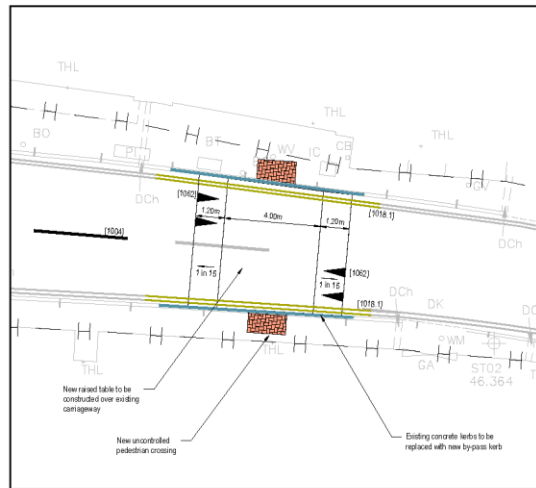 THL
THL
BO
BT
WV
IC
CB
THL
PI
GV
DCh
[1062]
[1018.1]
1.20m
4.00m
1.20m
DCh
[1004]
[1062]
1 in 15
1 in 15
DCh
[1018.1]
DK
DC
WM
THL
THL
GA
ST02
46.364
New raised table to be
constructed over existing
carriageway
New uncontrolled
pedestrian crossing
Existing concrete kerbs to be
replaced with new by-pass kerb